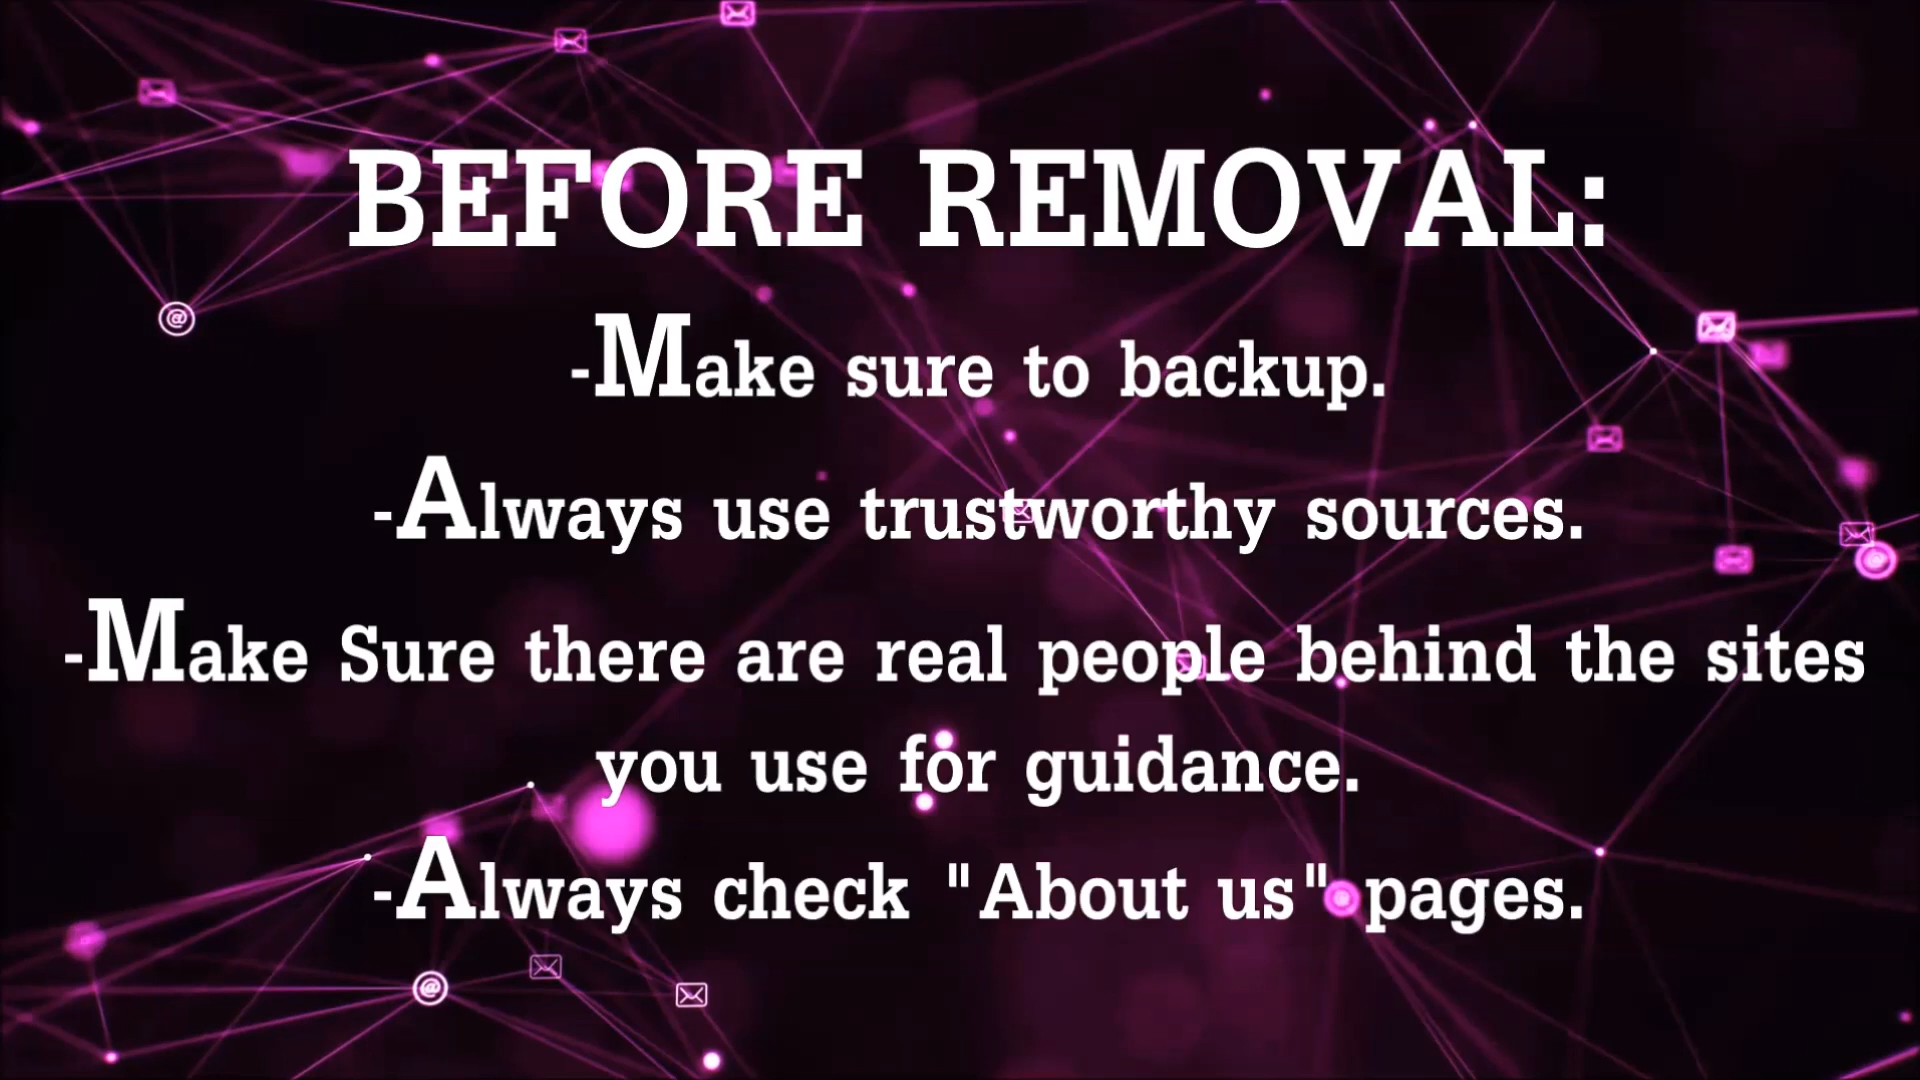 BEFORE REMOVAL:
-Make sure to backup.
-Always use trustworthy sources.
-Make Sure there are real people behind the sites
you use for guidance.
-Always check "About us" pages.